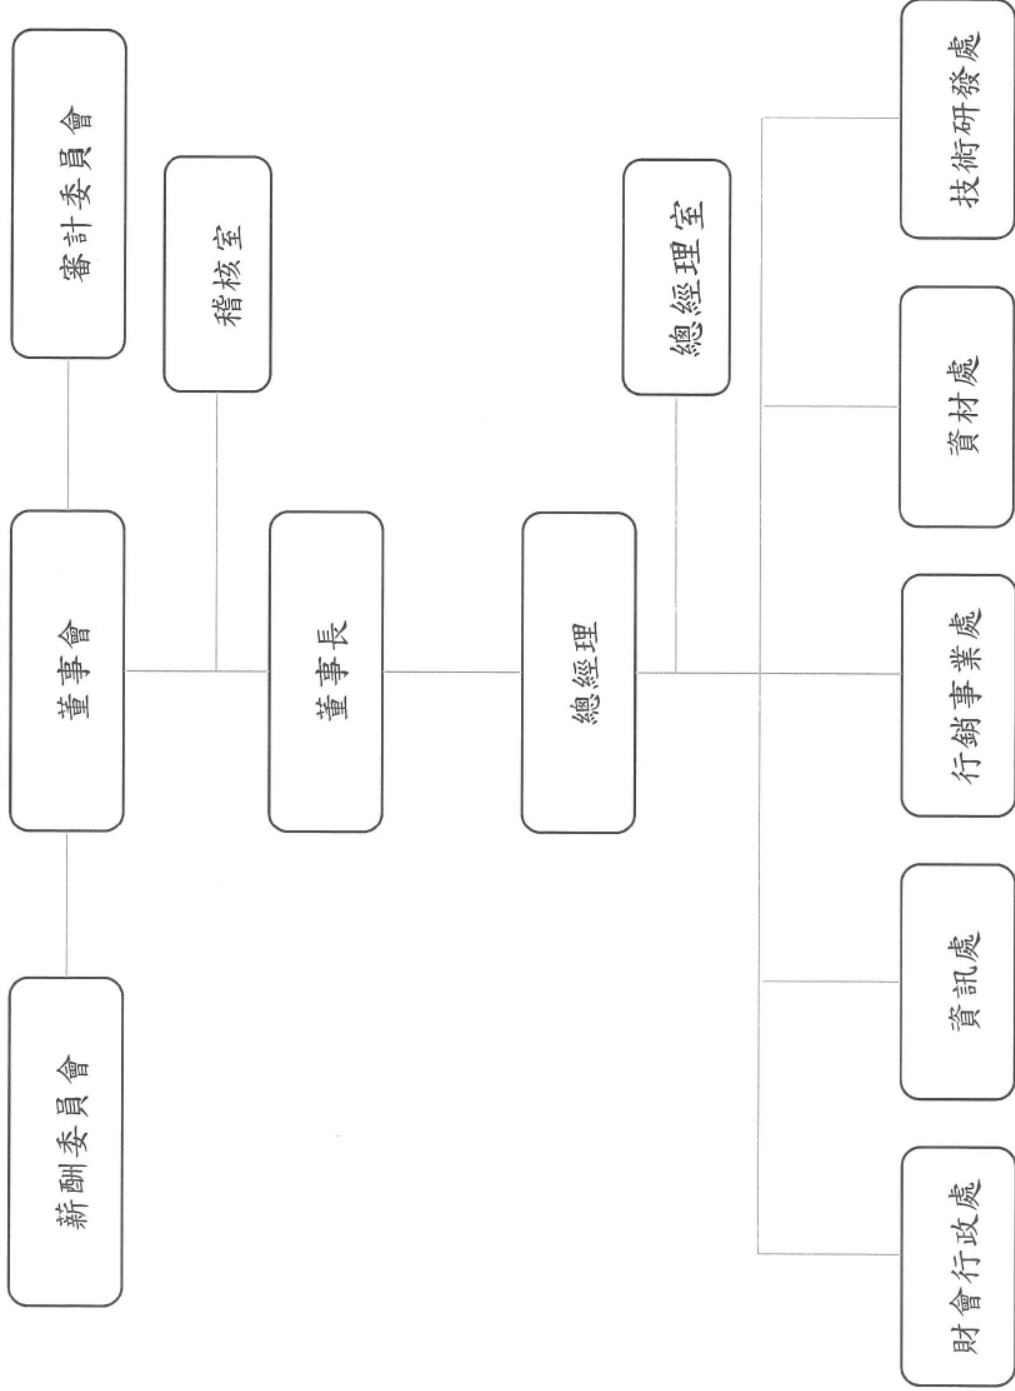 薪酬委員會
董事會
審計委員會
稽核室
董事長
總經理
總經理室
財會行政處
資訊處
行銷事業處
資材處
技術研發處